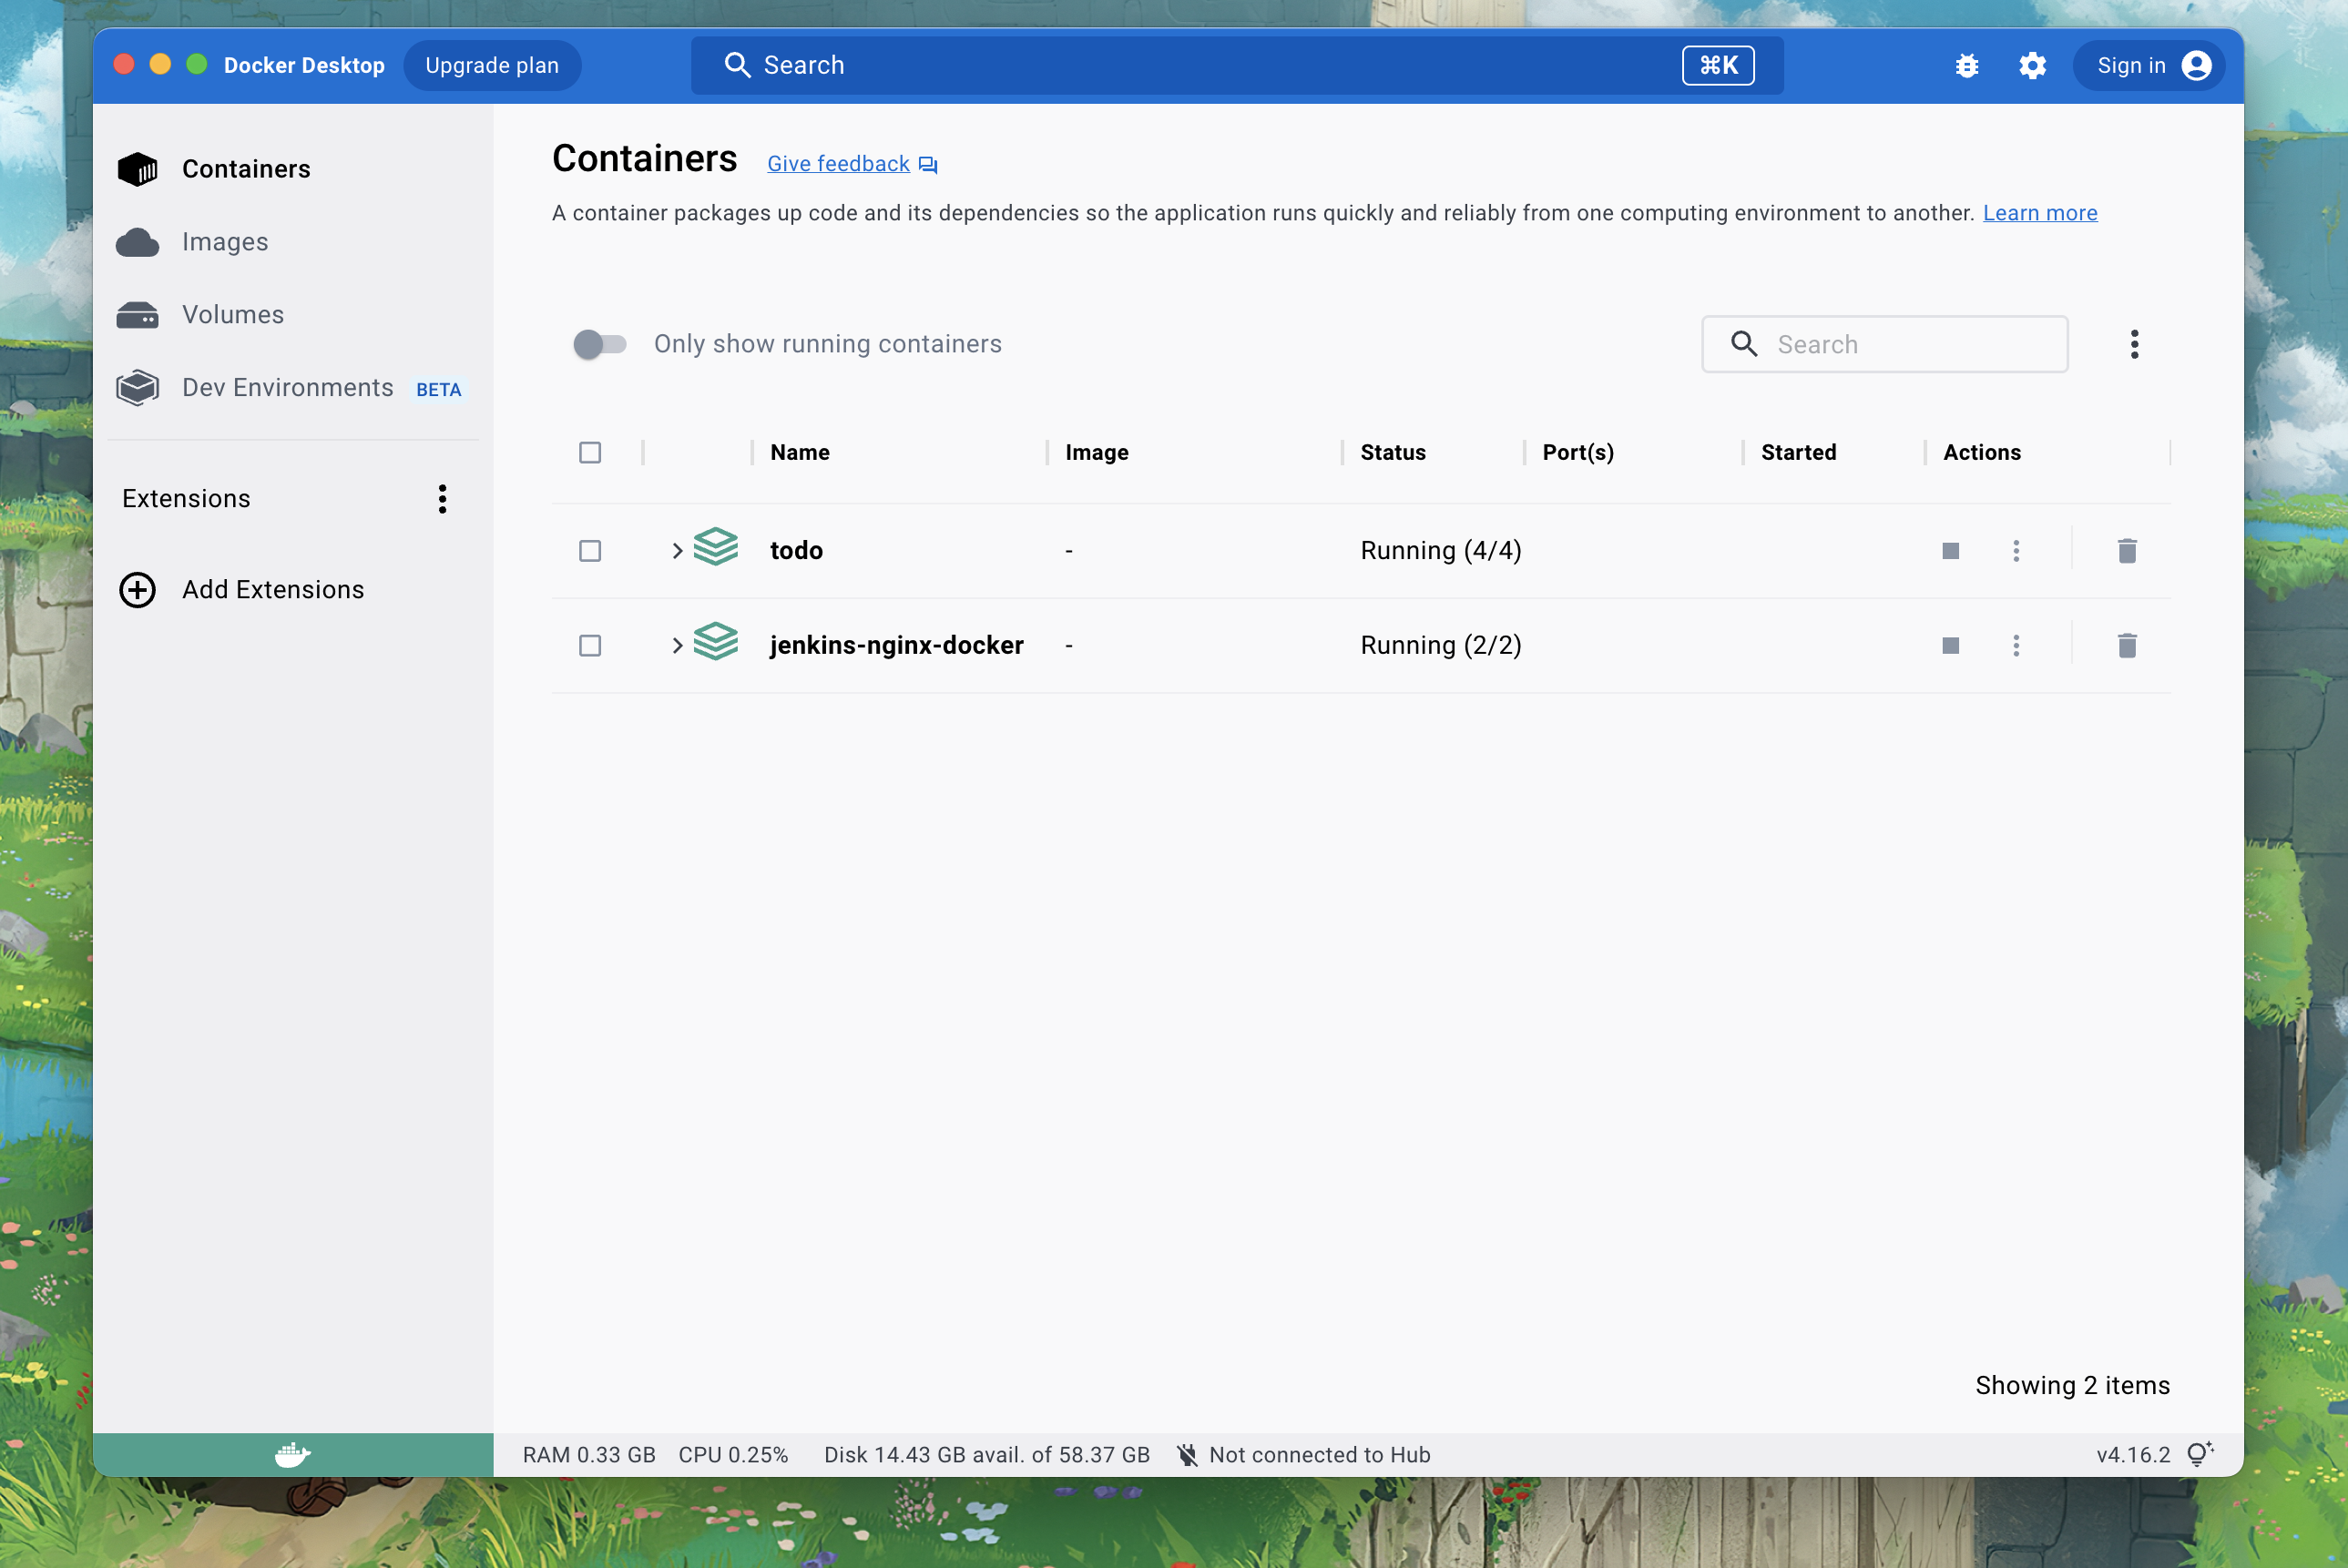 Docker Desktop
Upgrade plan
Search
⌘K
Sign in
Containers
Images
Volumes
Dev Environments BETA
Extensions
Add Extensions
Containers Give feedback
A container packages up code and its dependencies so the application runs quickly and reliably from one computing environment to another. Learn more
Only show running containers
Search
Name Image Status Port(s) Started Actions
todo - Running (4/4)
jenkins-nginx-docker - Running (2/2)
Showing 2 items
RAM 0.33 GB CPU 0.25% Disk 14.43 GB avail. of 58.37 GB Not connected to Hub v4.16.2